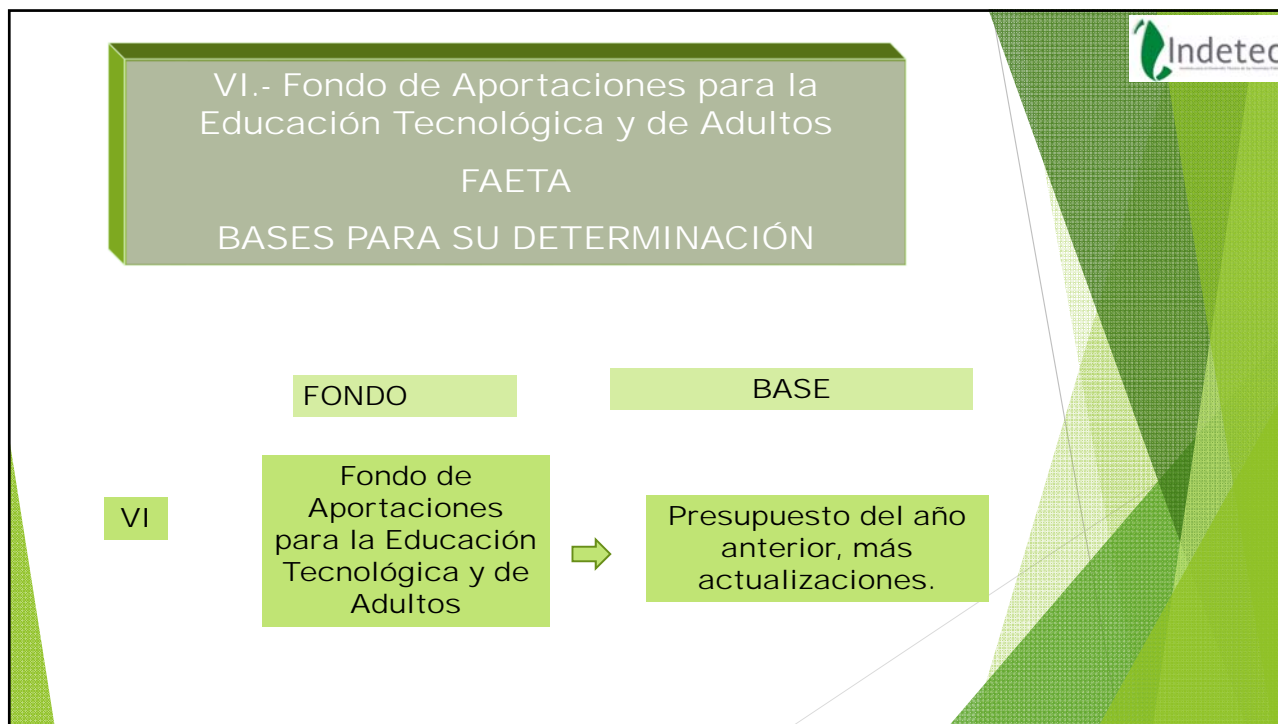 Indetec
VI.- Fondo de Aportaciones para la
Educación Tecnológica y de Adultos
FAETA
BASES PARA SU DETERMINACIÓN
FONDO
BASE
VI
Fondo de
Aportaciones
para la Educación
Tecnológica y de
Adultos
Presupuesto del año
anterior, más
actualizaciones.